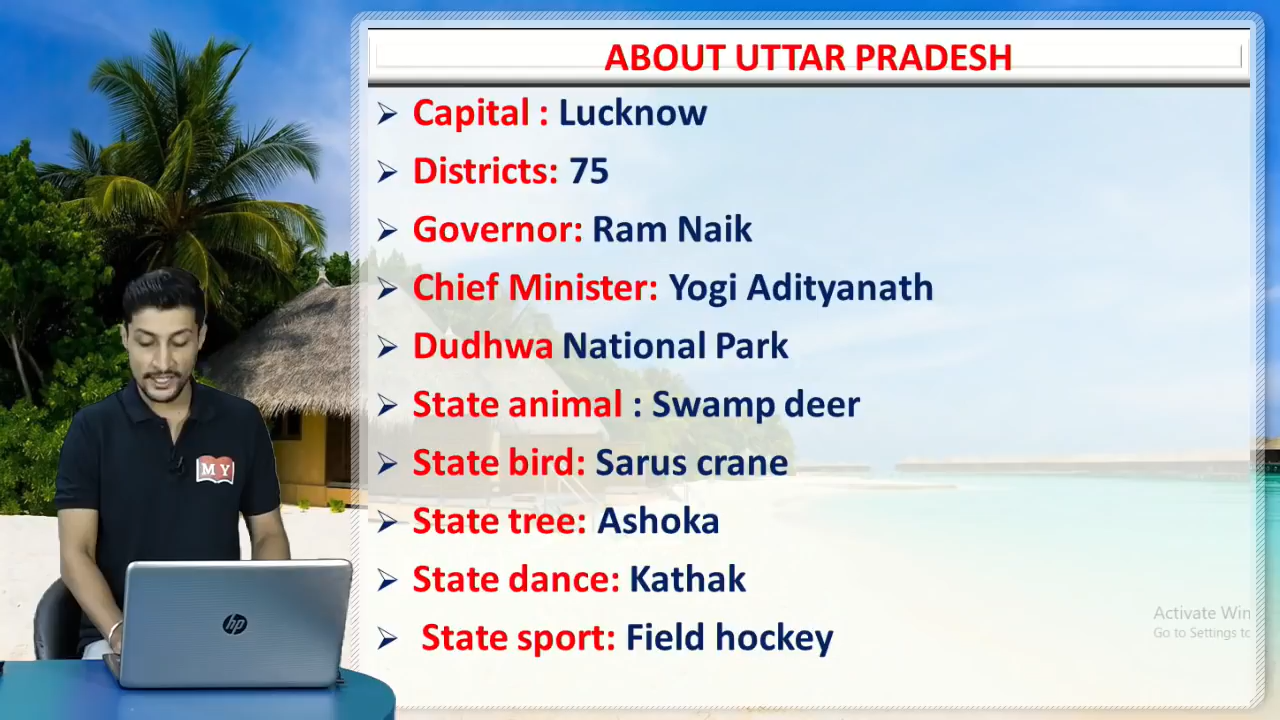 ABOUT UTTAR PRADESH
➢ Capital : Lucknow
➢ Districts: 75
➢ Governor: Ram Naik
➢ Chief Minister: Yogi Adityanath
➢ Dudhwa National Park
➢ State animal : Swamp deer
➢ State bird: Sarus crane
➢ State tree: Ashoka
➢ State dance: Kathak
➢ State sport: Field hockey
M Y
hp
Activate Win
Go to Settings to